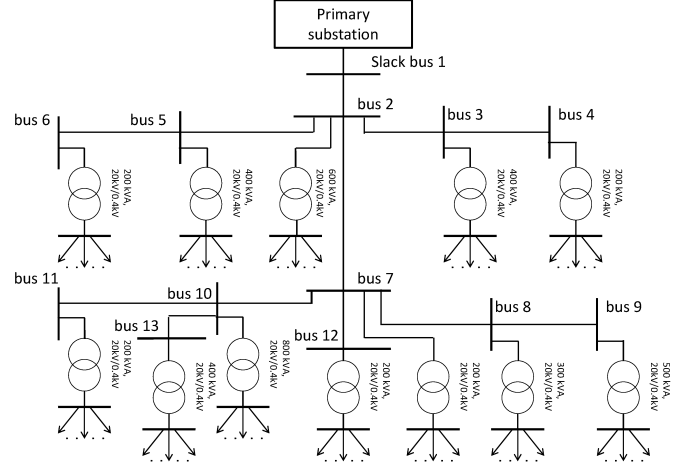 Primary
substation
Slack bus 1
bus 2
bus 6
bus 5
bus 3
bus 4
200 kVA,
20kV/0.4kV
400 kVA,
20kV/0.4kV
600 kVA,
20kV/0.4kV
400 kVA,
20kV/0.4kV
200 kVA,
20kV/0.4kV
bus 11
bus 10
bus 7
bus 13
bus 12
bus 8
bus 9
200 kVA,
20kV/0.4kV
400 kVA,
20kV/0.4kV
800 kVA,
20kV/0.4kV
200 kVA,
20kV/0.4kV
200 kVA,
20kV/0.4kV
300 kVA,
20kV/0.4kV
500 kVA,
20kV/0.4kV